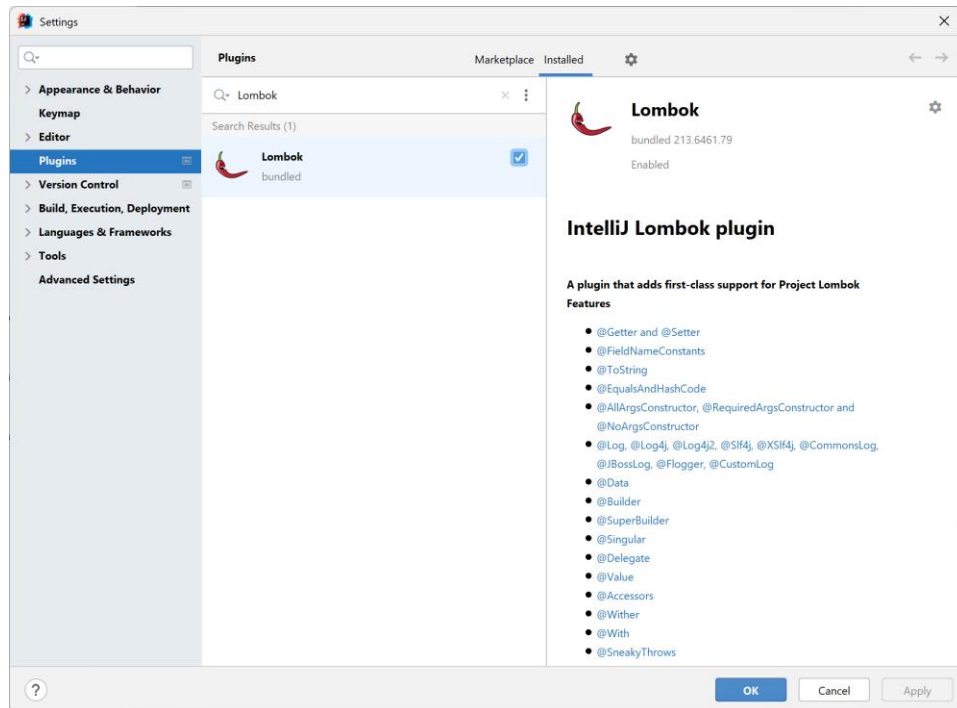 Settings
Plugins
Marketplace Installed
Appearance & Behavior
Keymap
Editor
Plugins
Version Control
Build, Execution, Deployment
Languages & Frameworks
Tools
Advanced Settings
Lombok
Search Results (1)
Lombok
bundled
Lombok
bundled 213.6461.79
Enabled
IntelliJ Lombok plugin
A plugin that adds first-class support for Project Lombok
Features
● @Getter and @Setter
● @FieldNameConstants
● @ToString
● @EqualsAndHashCode
● @AllArgsConstructor, @RequiredArgsConstructor and
@NoArgsConstructor
● @Log, @Log4j, @Log4j2, @Slf4j, @XSlf4j, @CommonsLog,
@JBossLog, @Flogger, @CustomLog
● @Data
● @Builder
● @SuperBuilder
● @Singular
● @Delegate
● @Value
● @Accessors
● @Wither
● @With
● @SneakyThrows
?
OK Cancel Apply